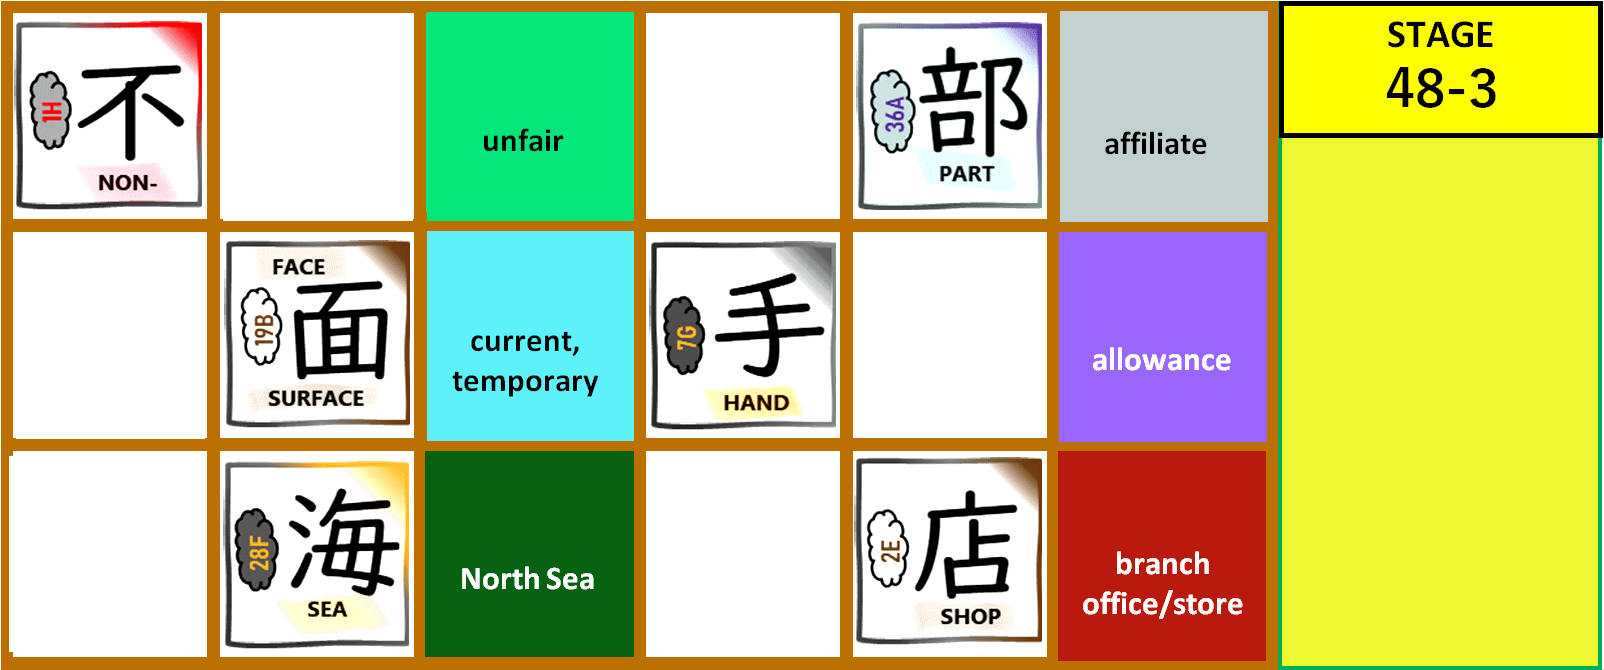 1H
不
NON-
unfair
36A
部
PART
affiliate
STAGE
48-3
FACE
19B
面
SURFACE
current,
temporary
7G
手
HAND
allowance
28F
海
SEA
North Sea
2E
店
SHOP
branch
office/store